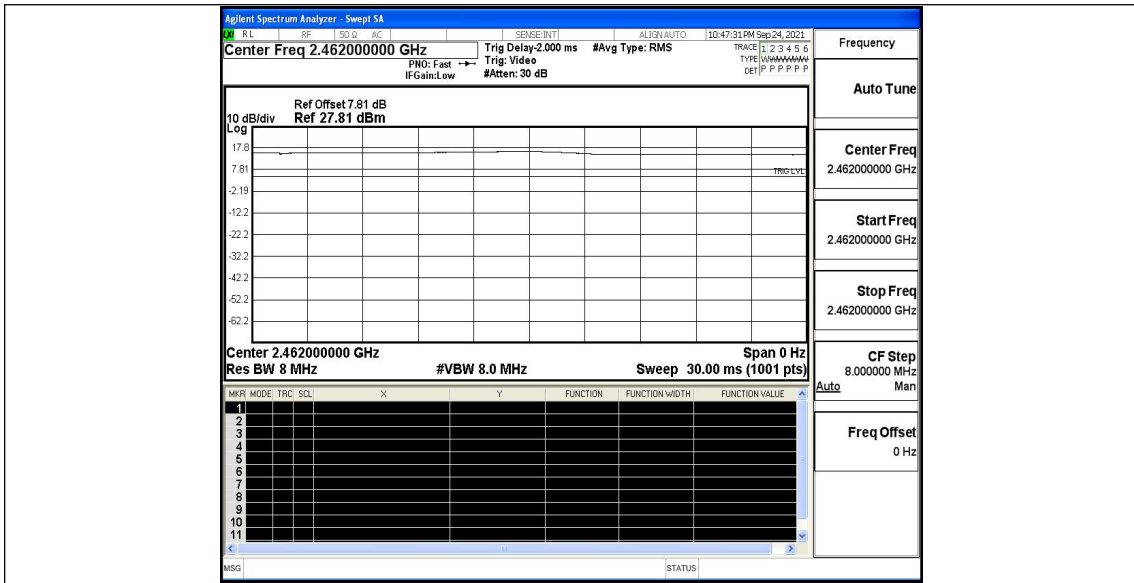 Agilent Spectrum Analyzer - Swept SA
LXI RL RF 50 Ω AC SENSE:INT ALIGN AUTO 10:47:31 PM Sep 24, 2021
Center Freq 2.462000000 GHz
PNO: Fast
IFGain:Low
Trig Delay-2.000 ms
Trig: Video
#Atten: 30 dB
#Avg Type: RMS
TRACE 1 2 3 4 5 6
TYPE WWWWWW
DET P P P P P P
Ref Offset 7.81 dB
10 dB/div Ref 27.81 dBm
Log
17.8
7.81
TRIG LVL
-2.19
-12.2
-22.2
-32.2
-42.2
-52.2
-62.2
Center 2.462000000 GHz Span 0 Hz
Res BW 8 MHz #VBW 8.0 MHz Sweep 30.00 ms (1001 pts)
MKR MODE TRC SCL X Y FUNCTION FUNCTION WIDTH FUNCTION VALUE
1
2
3
4
5
6
7
8
9
10
11
MSG STATUS
Frequency
Auto Tune
Center Freq
2.462000000 GHz
Start Freq
2.462000000 GHz
Stop Freq
2.462000000 GHz
CF Step
8.000000 MHz
Auto Man
Freq Offset
0 Hz